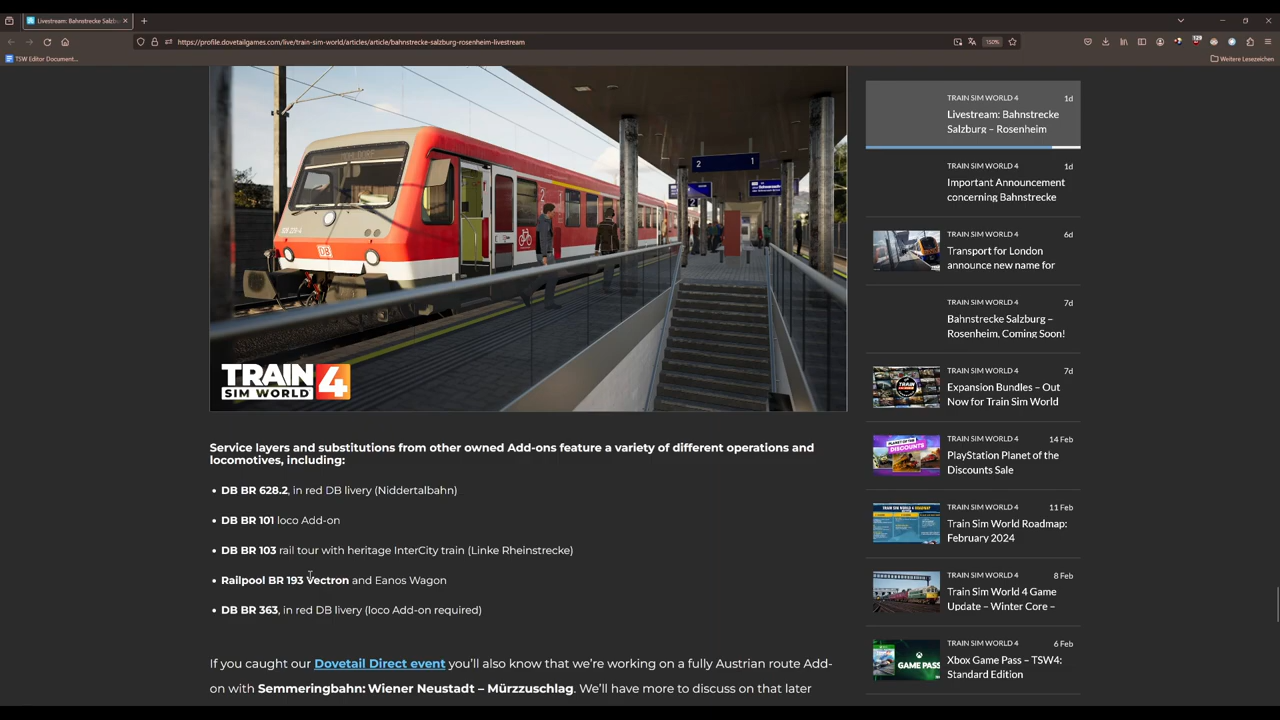 Livestream: Bahnstrecke Salzb
https://profile.dovetailgames.com/live/train-sim-world/articles/article/bahnstrecke-salzburg-rosenheim-livestream
150%
129
TSW Editor Document...
Weitere Lesezeichen
2
1
2
2
DB
TRAIN
SIM WORLD 4
Service layers and substitutions from other owned Add-ons feature a variety of different operations and
locomotives, including:
• DB BR 628.2, in red DB livery (Niddertalbahn)
• DB BR 101 loco Add-on
• DB BR 103 rail tour with heritage InterCity train (Linke Rheinstrecke)
• Railpool BR 193 Vectron and Eanos Wagon
• DB BR 363, in red DB livery (loco Add-on required)
If you caught our Dovetail Direct event you'll also know that we're working on a fully Austrian route Add-
on with Semmeringbahn: Wiener Neustadt – Mürzzuschlag. We'll have more to discuss on that later
TRAIN SIM WORLD 4 1d
Livestream: Bahnstrecke
Salzburg – Rosenheim
TRAIN SIM WORLD 4 1d
Important Announcement
concerning Bahnstrecke
TRAIN SIM WORLD 4 6d
Transport for London
announce new name for
TRAIN SIM WORLD 4 7d
Bahnstrecke Salzburg –
Rosenheim, Coming Soon!
TRAIN SIM WORLD 4 7d
Expansion Bundles – Out
Now for Train Sim World
TRAIN SIM WORLD 4 14 Feb
PlayStation Planet of the
Discounts Sale
TRAIN SIM WORLD 4 11 Feb
Train Sim World Roadmap:
February 2024
TRAIN SIM WORLD 4 8 Feb
Train Sim World 4 Game
Update – Winter Core –
TRAIN SIM WORLD 4 6 Feb
Xbox Game Pass – TSW4:
Standard Edition
GAME PASS